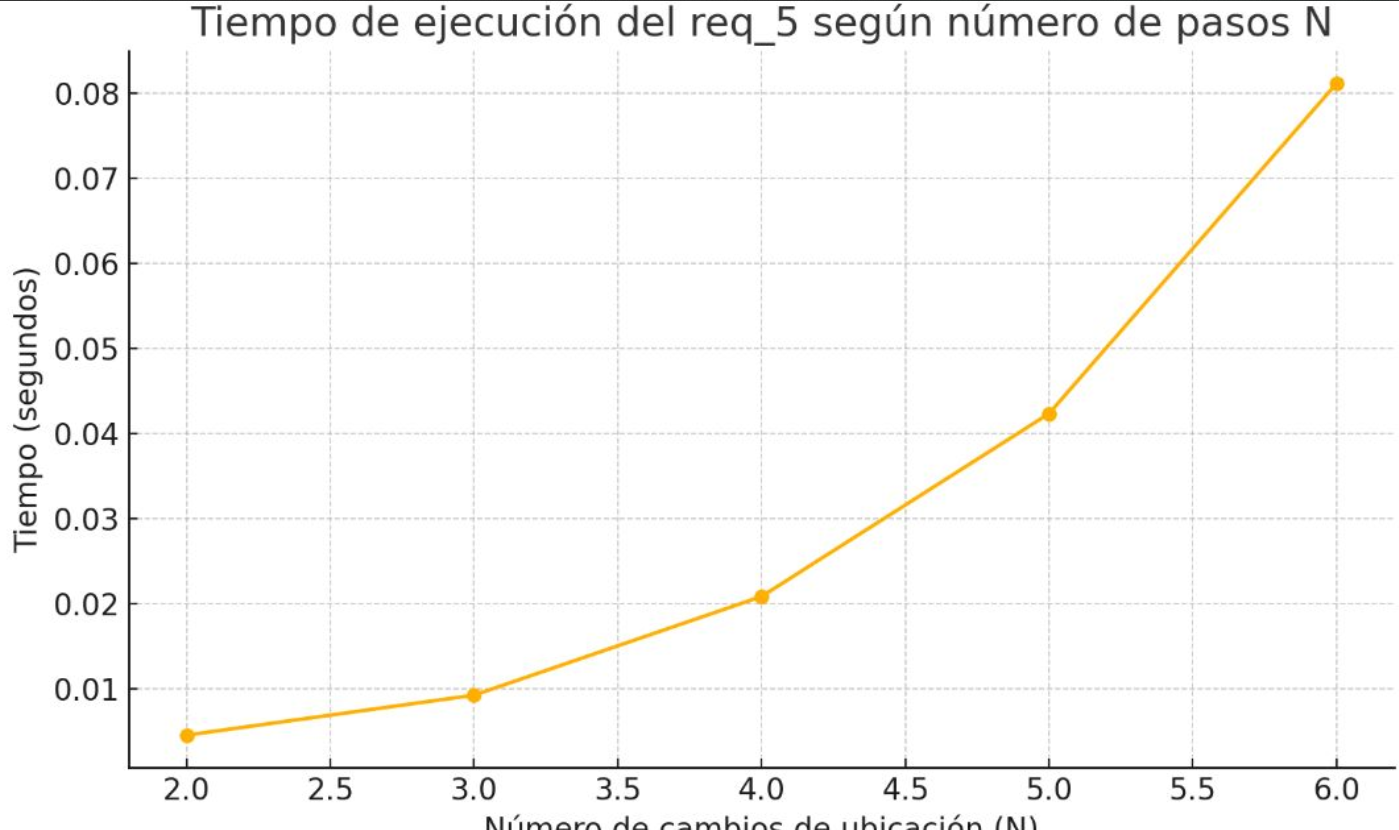 Tiempo de ejecución del req_5 según número de pasos N
Tiempo (segundos)
0.08
0.07
0.06
0.05
0.04
0.03
0.02
0.01
2.0 2.5 3.0 3.5 4.0 4.5 5.0 5.5 6.0
Número de cambios de ubicación (N)